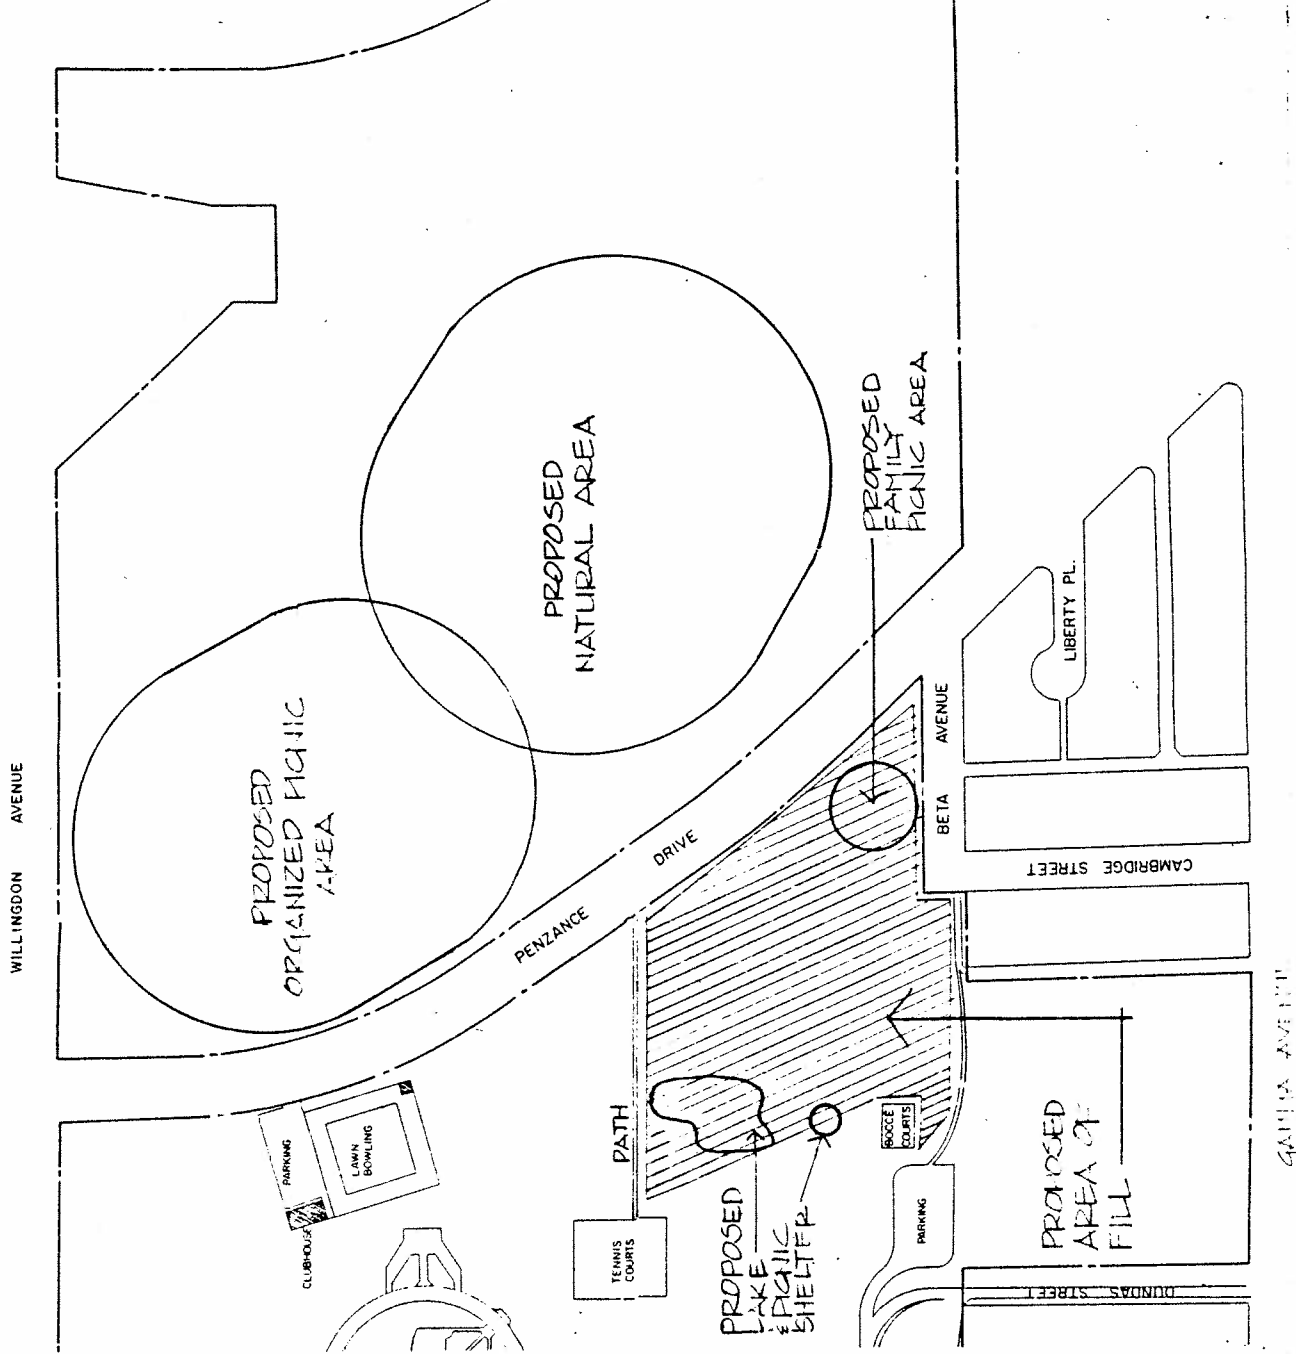 WILLINGDON AVENUE
PROPOSED
ORGANIZED PICNIC
AREA
PROPOSED
NATURAL AREA
PROPOSED
FAMILY
PICNIC AREA
PENZANCE DRIVE
LIBERTY PL.
BETA AVENUE
CAMBRIDGE STREET
PATH
PARKING
LAWN
BOWLING
CLUBHOUSE
TENNIS
COURTS
PROPOSED
LAKE
& PICNIC
SHELTER
BOCCE
COURTS
PARKING
PROPOSED
AREA OF
FILL
DUNDAS STREET